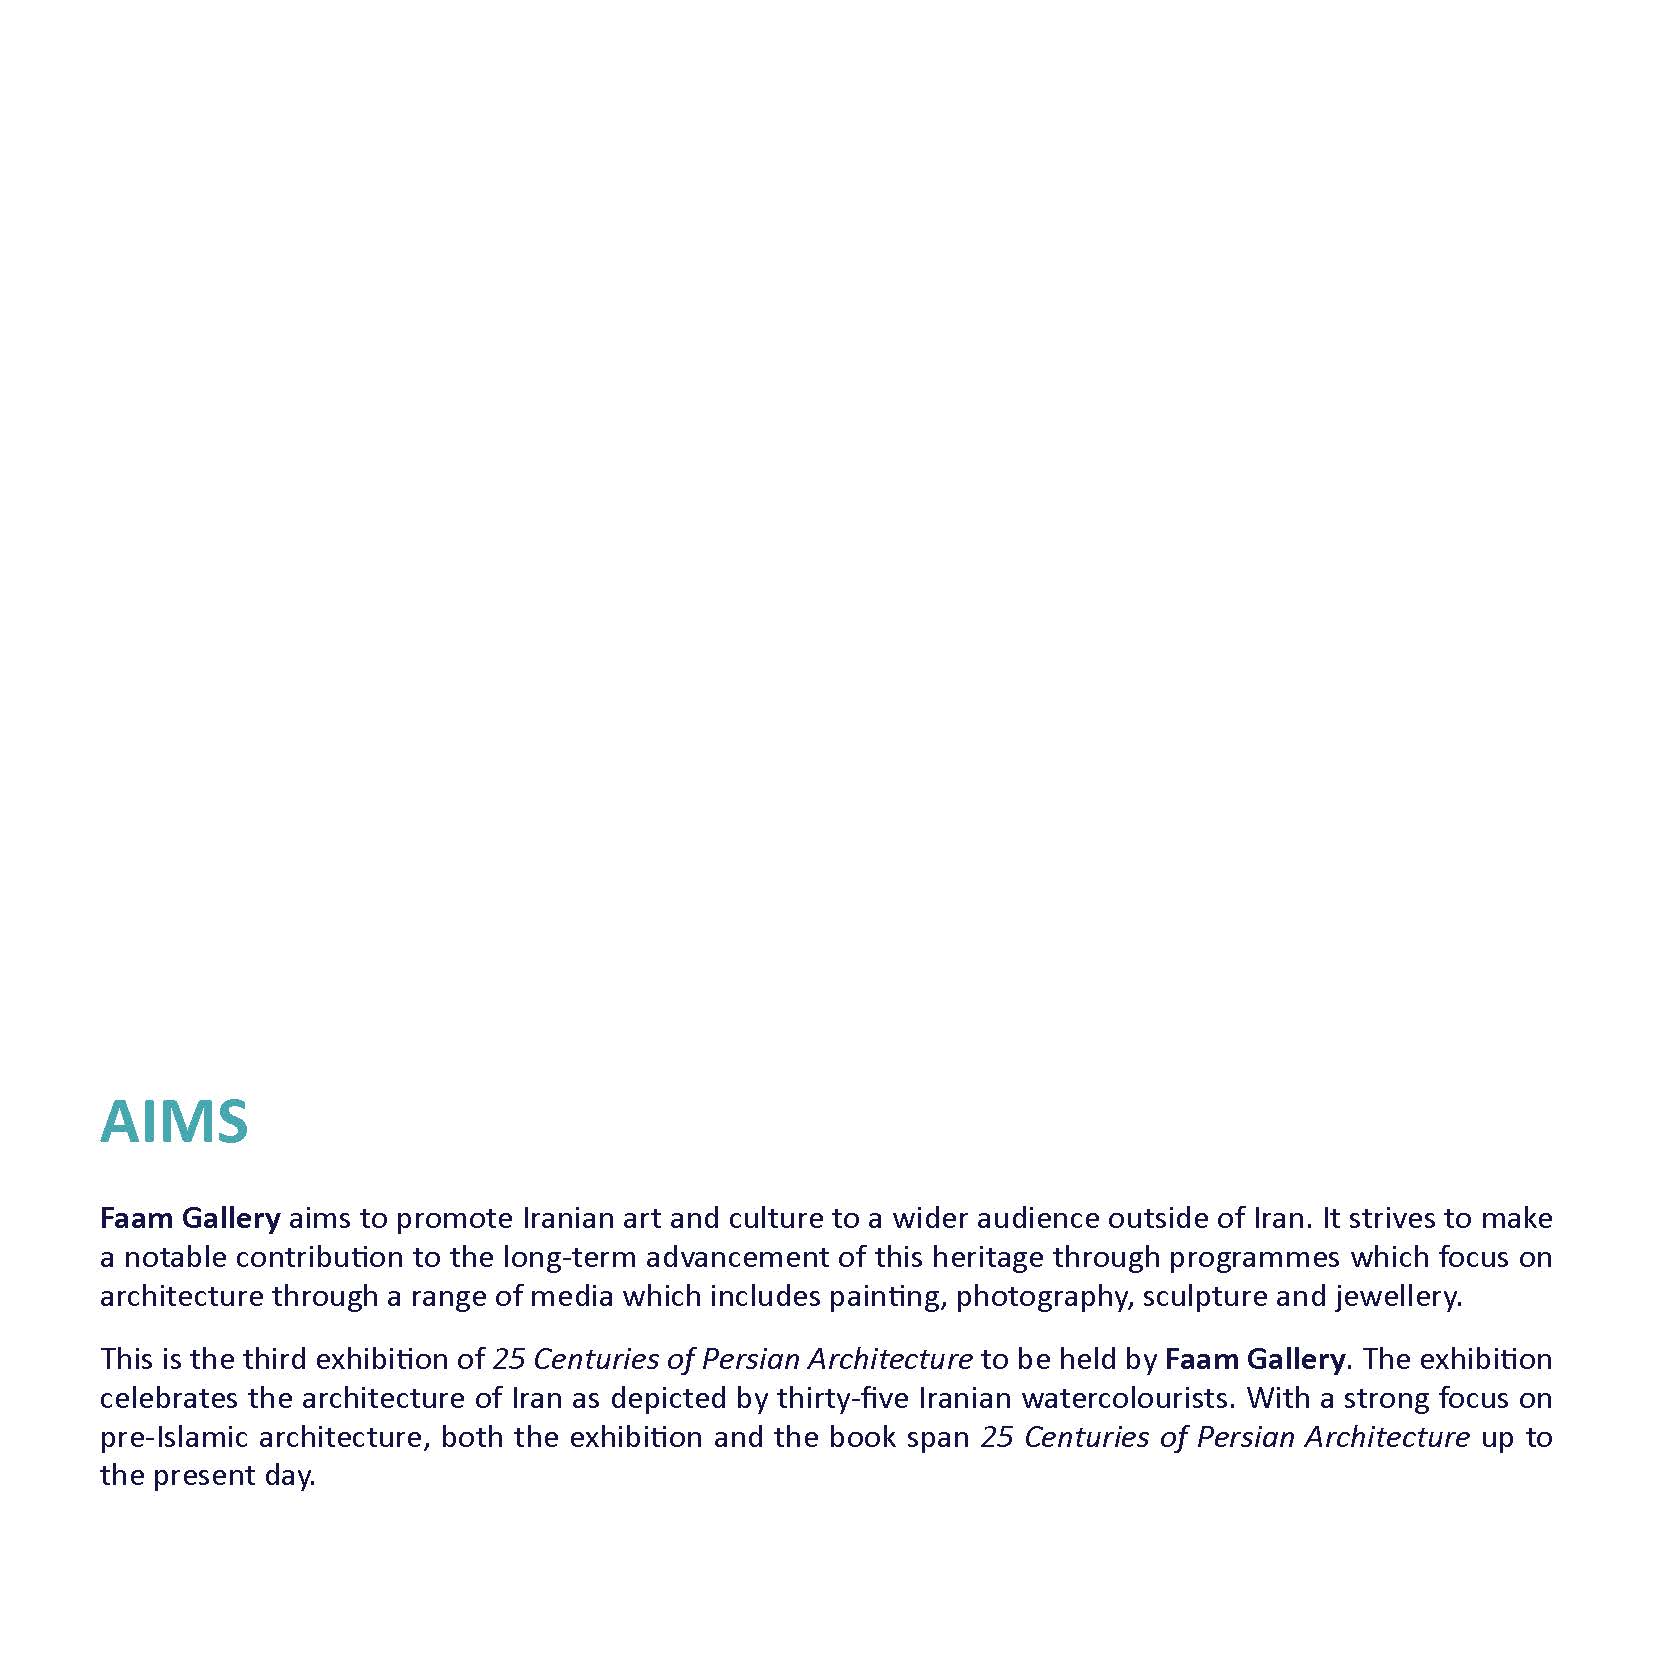 AIMS
Faam Gallery aims to promote Iranian art and culture to a wider audience outside of Iran. It strives to make
a notable contribution to the long-term advancement of this heritage through programmes which focus on
architecture through a range of media which includes painting, photography, sculpture and jewellery.
This is the third exhibition of 25 Centuries of Persian Architecture to be held by Faam Gallery. The exhibition
celebrates the architecture of Iran as depicted by thirty-five Iranian watercolourists. With a strong focus on
pre-Islamic architecture, both the exhibition and the book span 25 Centuries of Persian Architecture up to
the present day.